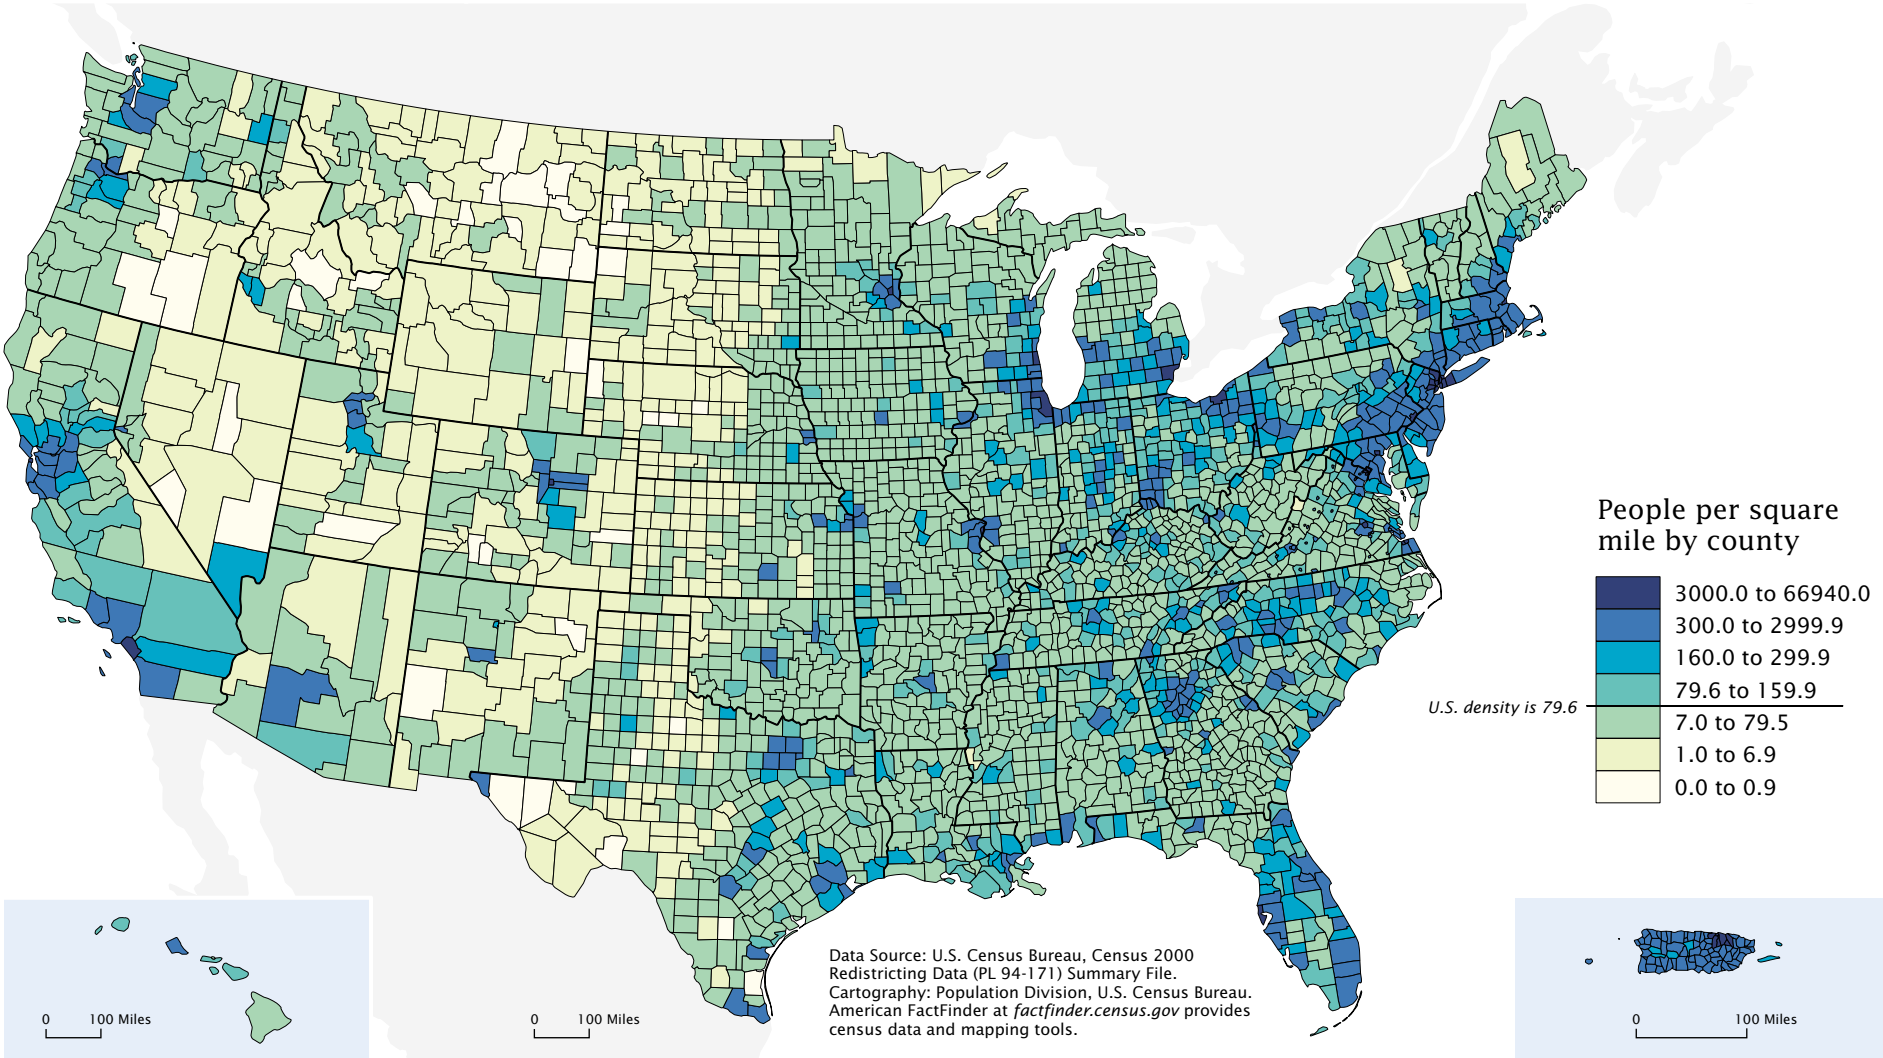 People per square
mile by county
3000.0 to 66940.0
300.0 to 2999.9
160.0 to 299.9
79.6 to 159.9
U.S. density is 79.6
7.0 to 79.5
1.0 to 6.9
0.0 to 0.9
Data Source: U.S. Census Bureau, Census 2000
Redistricting Data (PL 94-171) Summary File.
Cartography: Population Division, U.S. Census Bureau.
American FactFinder at factfinder.census.gov provides
census data and mapping tools.
0 100 Miles
0 100 Miles
0 100 Miles